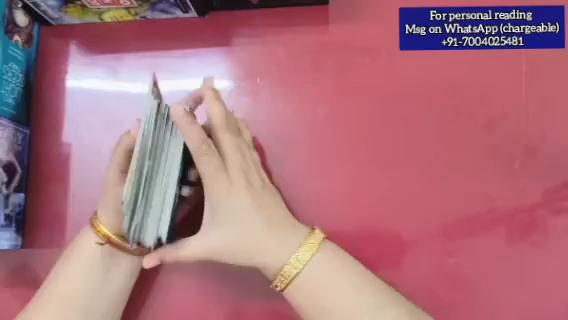 For personal reading
Msg on WhatsApp (chargeable)
+91-7004025481